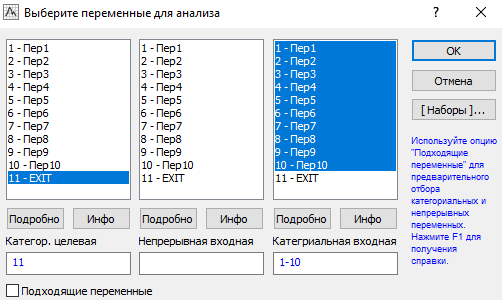 Выберите переменные для анализа
? ×
1 - Пер1
2 - Пер2
3 - Пер3
4 - Пер4
5 - Пер5
6 - Пер6
7 - Пер7
8 - Пер8
9 - Пер9
10 - Пер10
11 - EXIT
1 - Пер1
2 - Пер2
3 - Пер3
4 - Пер4
5 - Пер5
6 - Пер6
7 - Пер7
8 - Пер8
9 - Пер9
10 - Пер10
11 - EXIT
1 - Пер1
2 - Пер2
3 - Пер3
4 - Пер4
5 - Пер5
6 - Пер6
7 - Пер7
8 - Пер8
9 - Пер9
10 - Пер10
11 - EXIT
OK
Отмена
[ Наборы ]...
Используйте опцию
"Подходящие
переменные" для
предварительного
отбора
категориальных и
непрерывных
переменных.
Нажмите F1 для
получения
справки.
Подробно Инфо Подробно Инфо Подробно Инфо
Категор. целевая Непрерывная входная Категриальная входная
11 1-10
Подходящие переменные